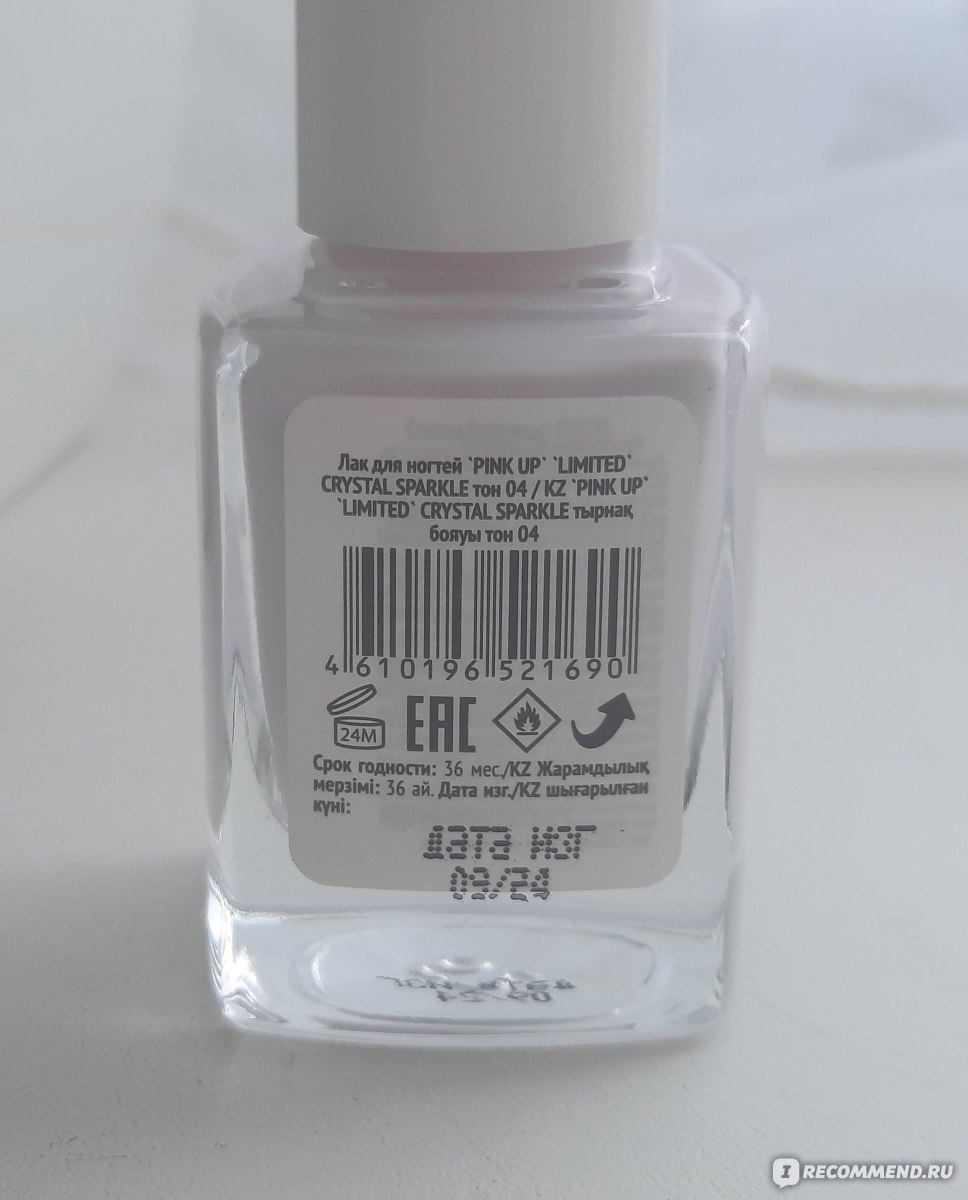 Лак для ногтей `PINK UP` `LIMITED`
CRYSTAL SPARKLE тон 04 / KZ `PINK UP`
`LIMITED` CRYSTAL SPARKLE тырнақ
бояуы тон 04
4 610196 521690
24M
EAC
Срок годности: 36 мес./KZ Жарамдылық
мерзімі: 36 ай. Дата изг./KZ шығарылған
күні:
ДАТА ИЗГ
03/24
I RECOMMEND.RU